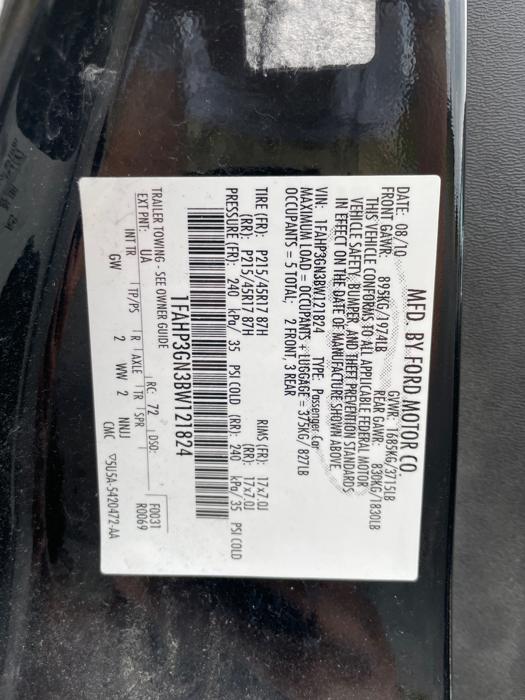 MFD. BY FORD MOTOR CO
DATE: 08/10 GVWR: 1685KG/3715LB
FRONT GAWR: 895KG/1974LB REAR GAWR: 830KG/1830LB
THIS VEHICLE CONFORMS TO ALL APPLICABLE FEDERAL MOTOR
VEHICLE SAFETY, BUMPER, AND THEFT PREVENTION STANDARDS
IN EFFECT ON THE DATE OF MANUFACTURE SHOWN ABOVE.
VIN: 1FAHP3GN3BW121824 TYPE: Passenger Car
MAXIMUM LOAD = OCCUPANTS + LUGGAGE = 375KG / 827LB
OCCUPANTS = 5 TOTAL; 2 FRONT, 3 REAR
TIRE (FR): P215/45R17 87H RIMS (FR): 17x7.0J
(RR): P215/45R17 87H (RR): 17x7.0J
PRESSURE (FR): 240 kPa/ 35 PSI COLD (RR): 240 kPa/ 35 PSI COLD
1FAHP3GN3BW121824
TRAILER TOWING - SEE OWNER GUIDE
F0031
EXT PNT: UA RC: 72 DSO: R0069
INT TR TP/PS R AXLE TR SPR
GW 2 WW 2 NNJJ
CMC 5U5A-5420472-AA